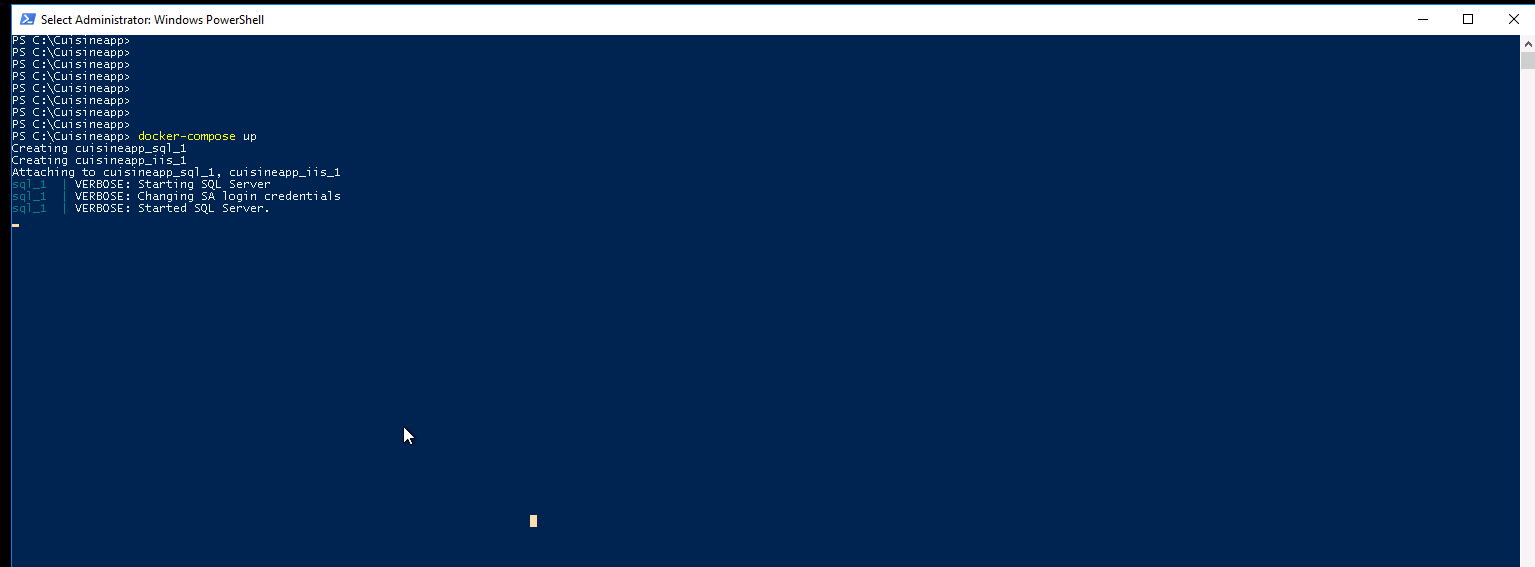 Select Administrator: Windows PowerShell
PS C:\Cuisineapp>
PS C:\Cuisineapp>
PS C:\Cuisineapp>
PS C:\Cuisineapp>
PS C:\Cuisineapp>
PS C:\Cuisineapp>
PS C:\Cuisineapp>
PS C:\Cuisineapp>
PS C:\Cuisineapp> docker-compose up
Creating cuisineapp_sql_1
Creating cuisineapp_iis_1
Attaching to cuisineapp_sql_1, cuisineapp_iis_1
sql_1 | VERBOSE: Starting SQL Server
sql_1 | VERBOSE: Changing SA login credentials
sql_1 | VERBOSE: Started SQL Server.